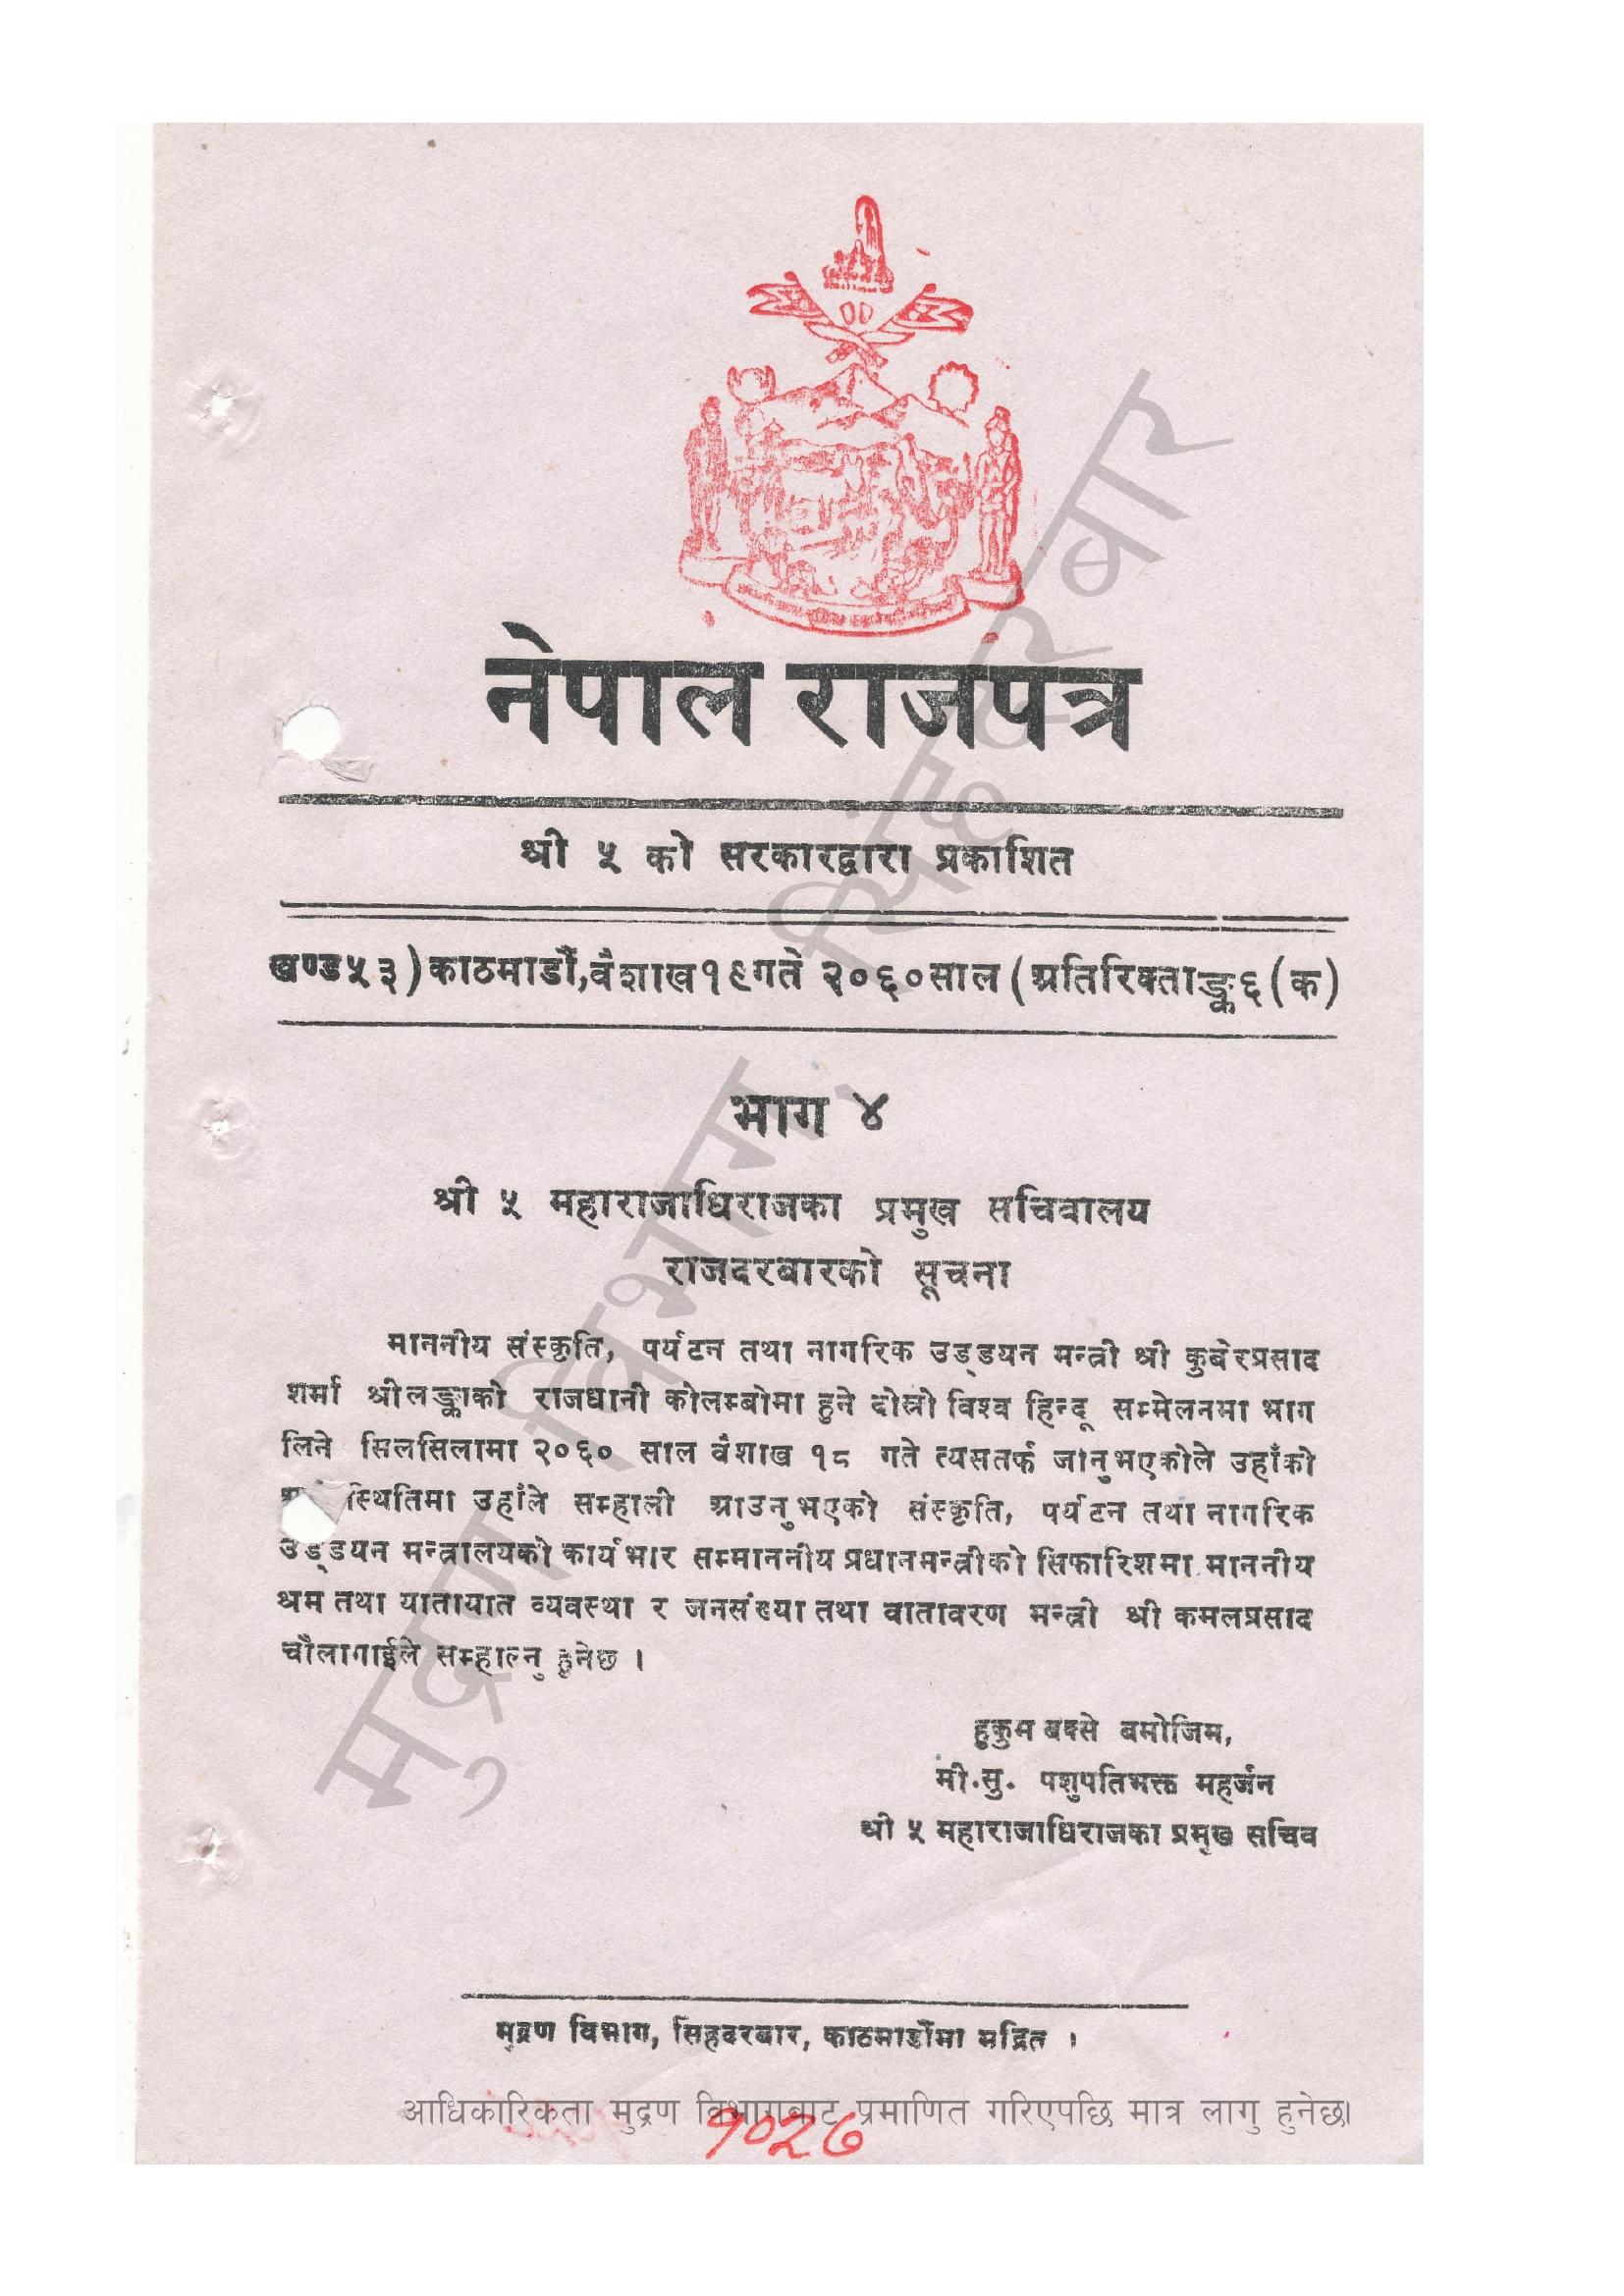 नेपाल राजपत्र
श्री ५ को सरकारद्वारा प्रकाशित
खण्ड ५३) काठमाडौं, वैशाख १९ गते २०६० साल (अतिरिक्ताङ्क ६ (क)
भाग ४
श्री ५ महाराजाधिराजका प्रमुख सचिवालय
राजदरबारको सूचना
माननीय संस्कृति, पर्यटन तथा नागरिक उड्डयन मन्त्री श्री कुबेरप्रसाद
शर्मा श्रीलङ्काको राजधानी कोलम्बोमा हुने दोस्रो विश्व हिन्दू सम्मेलनमा भाग
लिने सिलसिलामा २०६० साल वैशाख १८ गते त्यसतर्फ जानुभएकोले उहाँको
स्थितिमा उहाँले सम्हाली आउनुभएको संस्कृति, पर्यटन तथा नागरिक
उड्डयन मन्त्रालयको कार्यभार सम्माननीय प्रधानमन्त्रीको सिफारिशमा माननीय
श्रम तथा यातायात व्यवस्था र जनसंख्या तथा वातावरण मन्त्री श्री कमलप्रसाद
चौलागाईले सम्हाल्नु हुनेछ ।
हुकुम बक्से बमोजिम,
मी.सु. पशुपतिभक्त महर्जन
श्री ५ महाराजाधिराजका प्रमुख सचिव
मुद्रण विभाग, सिंहदरबार, काठमाडौंमा मुद्रित ।
आधिकारिकता मुद्रण विभागबाट प्रमाणित गरिएपछि मात्र लागु हुनेछ।
मुद्रण विभाग, सिंहदरबार